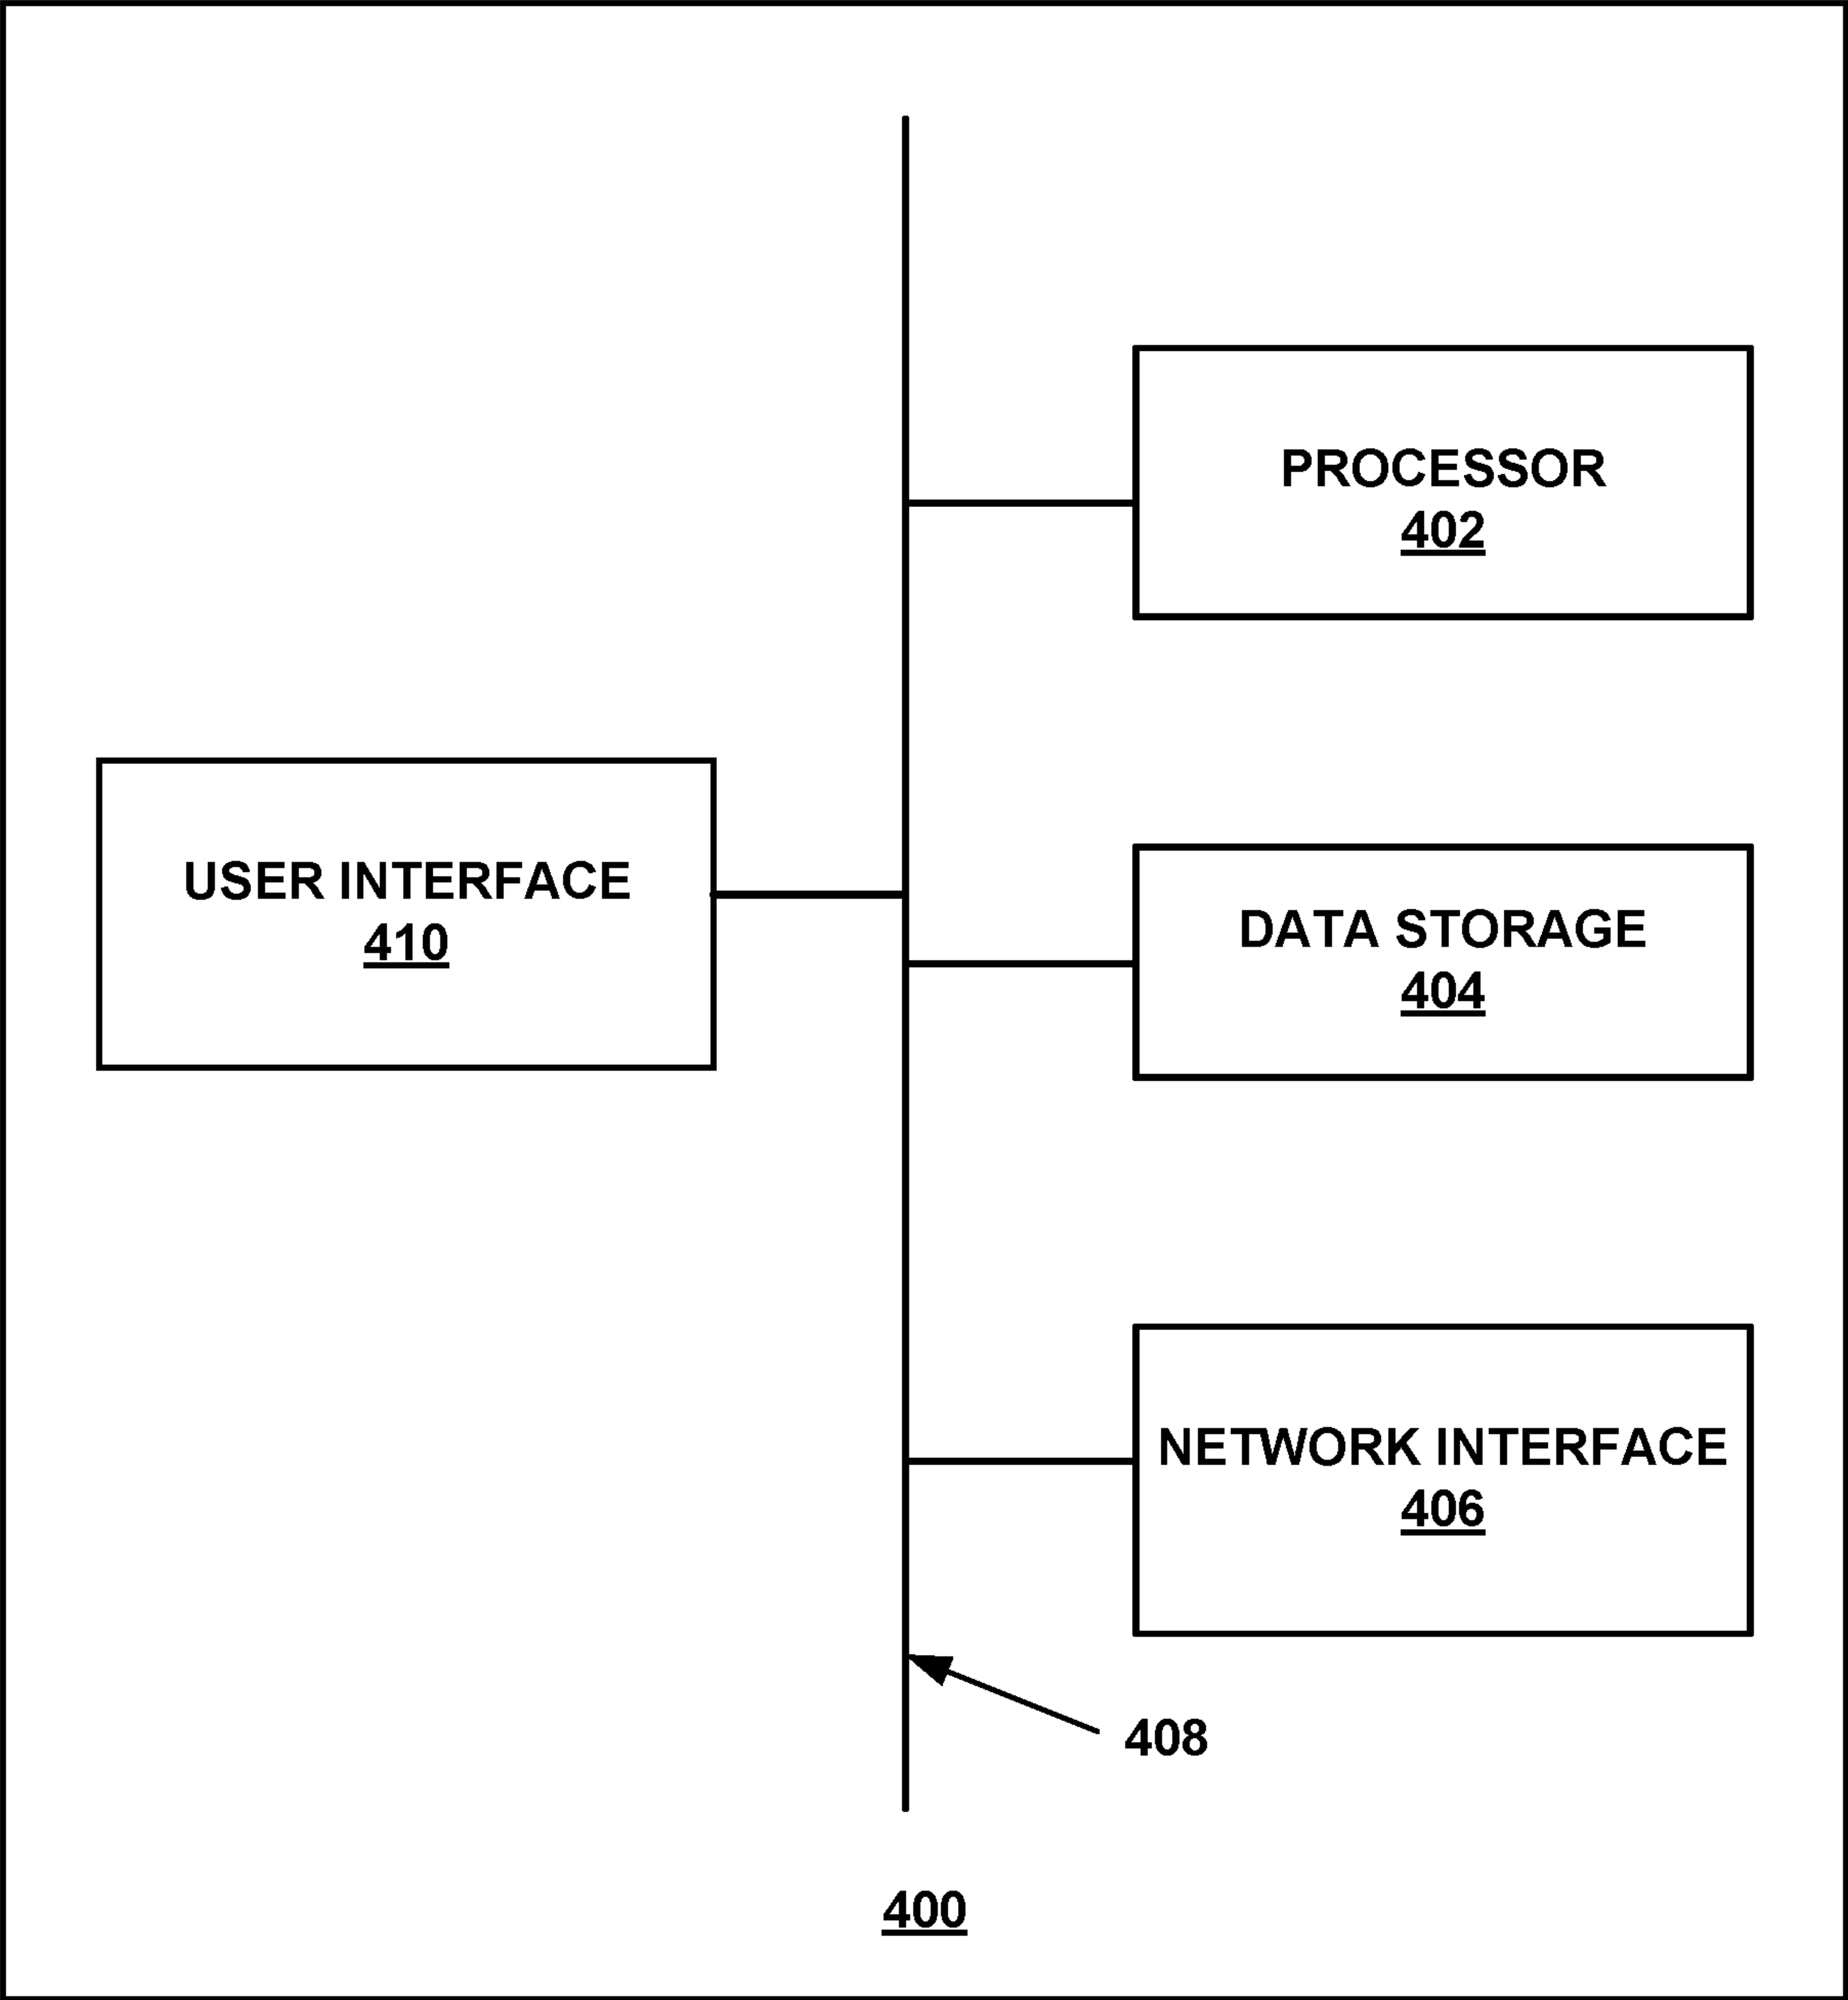 PROCESSOR
402
USER INTERFACE
410
DATA STORAGE
404
NETWORK INTERFACE
406
408
400